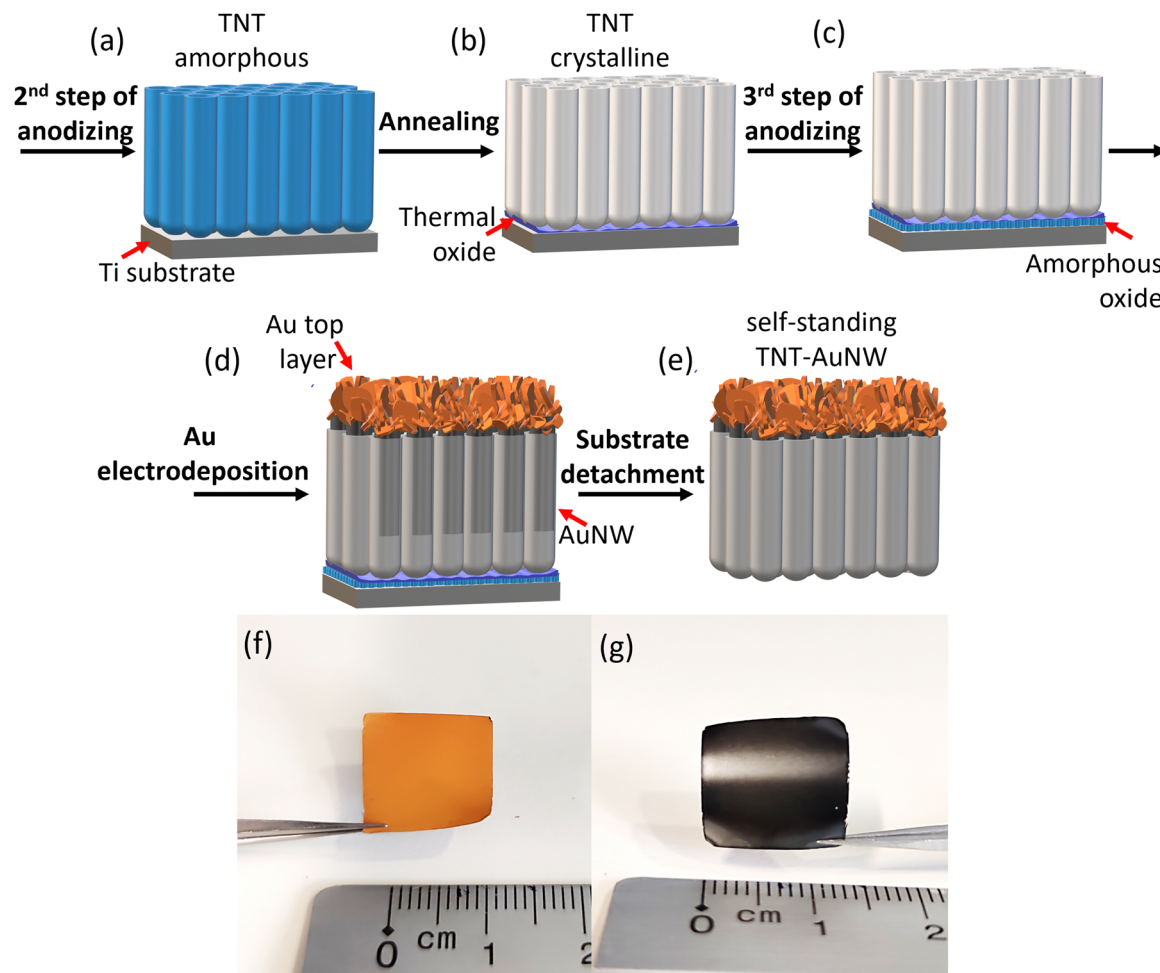 (a)
TNT
amorphous
2nd step of
anodizing
Ti substrate
(b)
TNT
crystalline
Annealing
Thermal
oxide
(c)
3rd step of
anodizing
Amorphous
oxide
(d)
Au top
layer
Au
electrodeposition
AuNW
(e)
self-standing
TNT-AuNW
Substrate
detachment
(f)
0 cm 1 2
(g)
0 cm 1 2